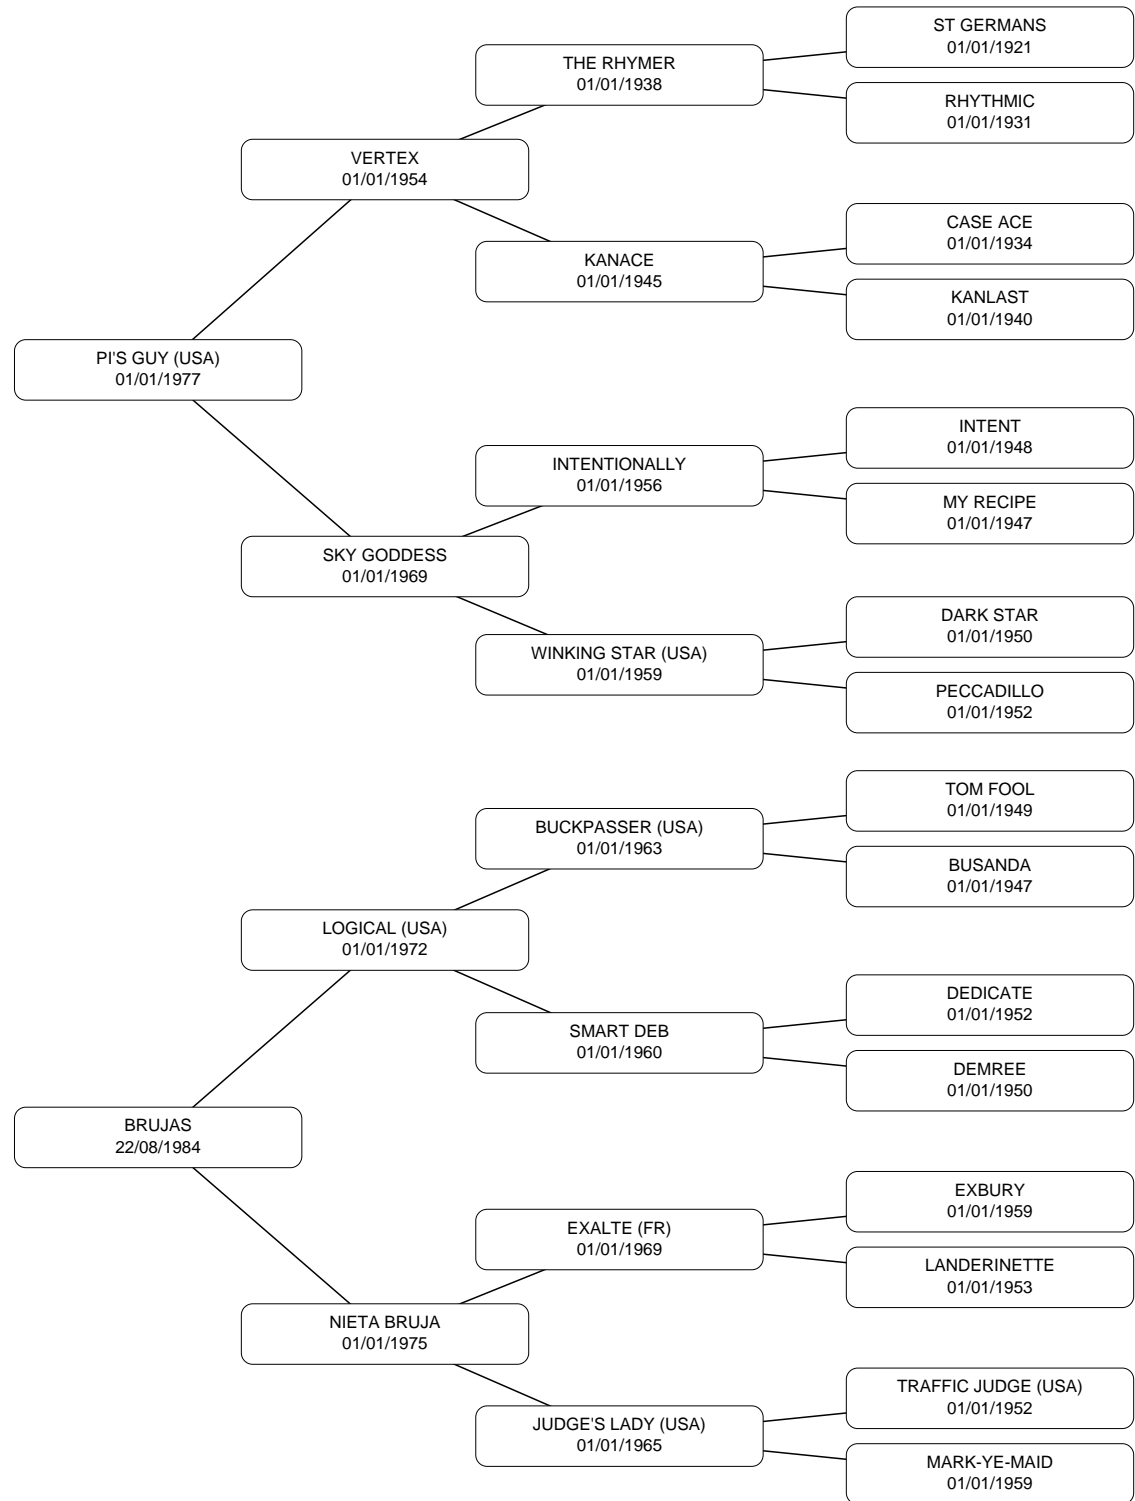 ST GERMANS
01/01/1921
THE RHYMER
01/01/1938
RHYTHMIC
01/01/1931
VERTEX
01/01/1954
CASE ACE
01/01/1934
KANACE
01/01/1945
KANLAST
01/01/1940
PI'S GUY (USA)
01/01/1977
INTENT
01/01/1948
INTENTIONALLY
01/01/1956
MY RECIPE
01/01/1947
SKY GODDESS
01/01/1969
DARK STAR
01/01/1950
WINKING STAR (USA)
01/01/1959
PECCADILLO
01/01/1952
TOM FOOL
01/01/1949
BUCKPASSER (USA)
01/01/1963
BUSANDA
01/01/1947
LOGICAL (USA)
01/01/1972
DEDICATE
01/01/1952
SMART DEB
01/01/1960
DEMREE
01/01/1950
BRUJAS
22/08/1984
EXBURY
01/01/1959
EXALTE (FR)
01/01/1969
LANDERINETTE
01/01/1953
NIETA BRUJA
01/01/1975
TRAFFIC JUDGE (USA)
01/01/1952
JUDGE'S LADY (USA)
01/01/1965
MARK-YE-MAID
01/01/1959